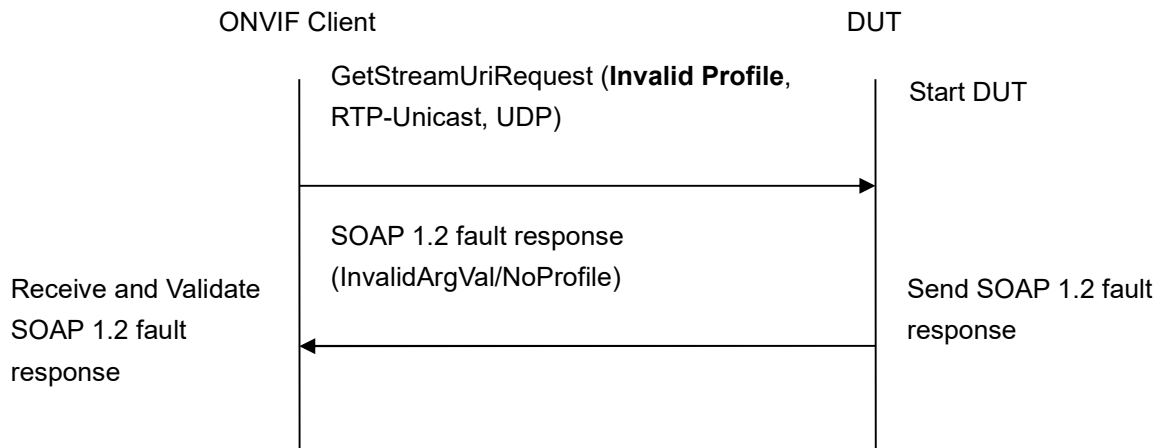 ONVIF Client
DUT
GetStreamUriRequest (Invalid Profile,
RTP-Unicast, UDP)
Start DUT
SOAP 1.2 fault response
(InvalidArgVal/NoProfile)
Receive and Validate
SOAP 1.2 fault
response
Send SOAP 1.2 fault
response